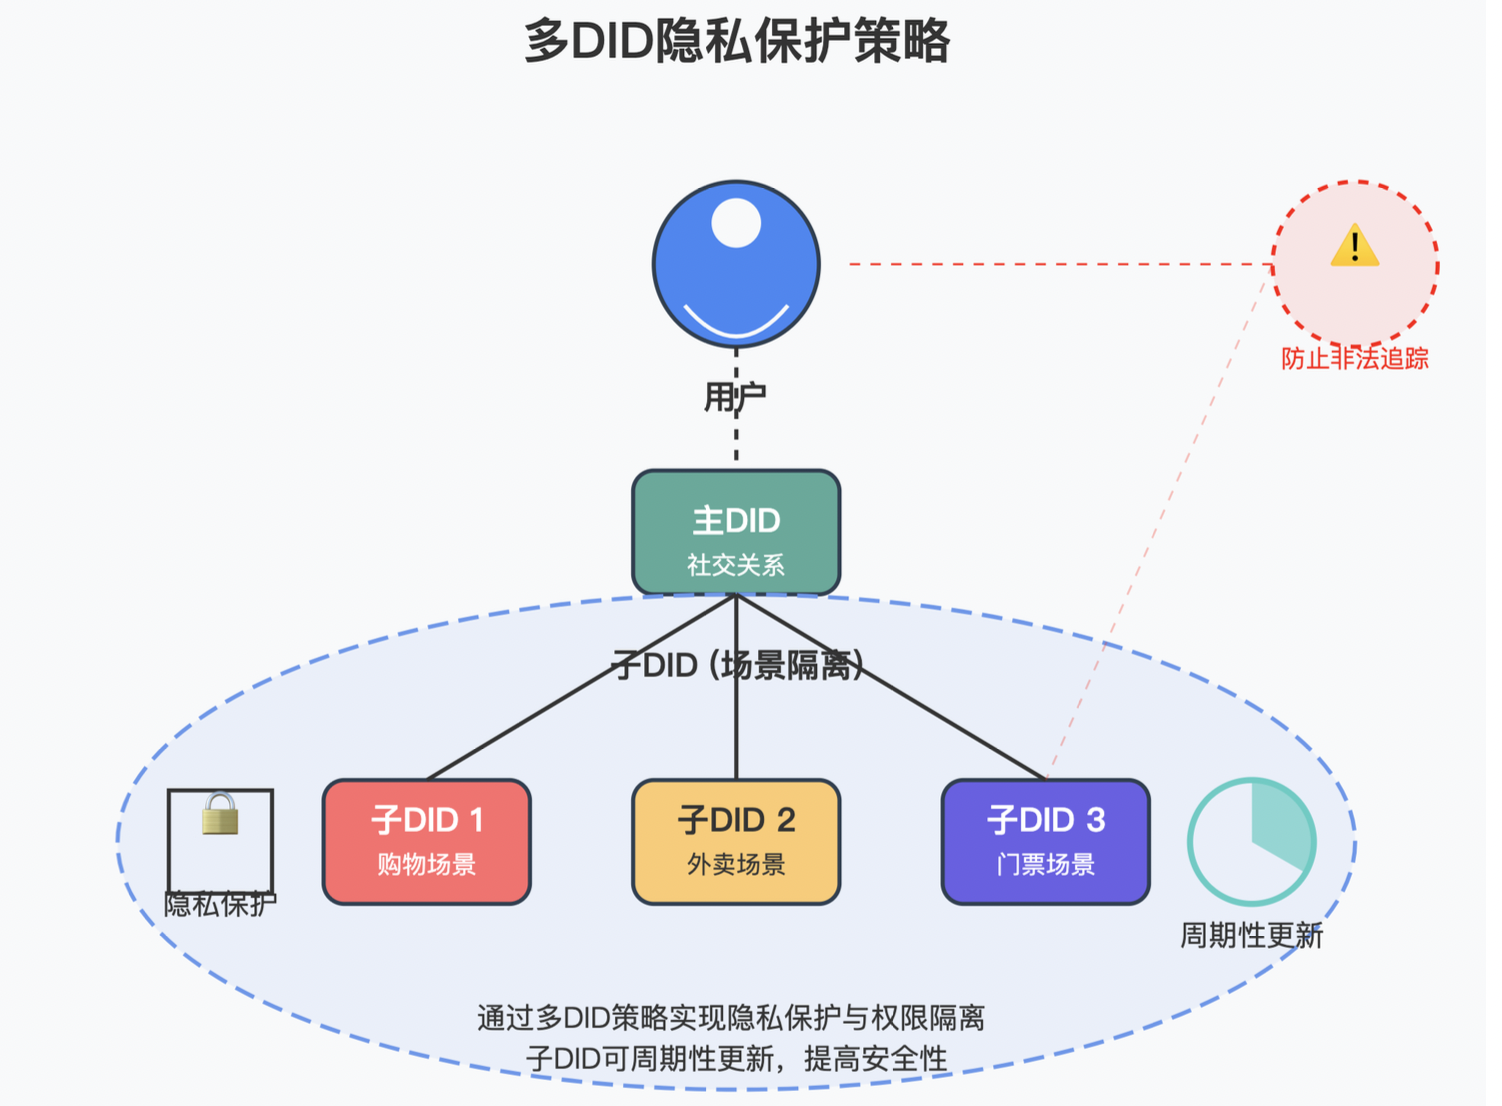 多DID隐私保护策略
防止非法追踪
用户
主DID
社交关系
子DID (场景隔离)
隐私保护
子DID 1
购物场景
子DID 2
外卖场景
子DID 3
门票场景
周期性更新
通过多DID策略实现隐私保护与权限隔离
子DID可周期性更新，提高安全性